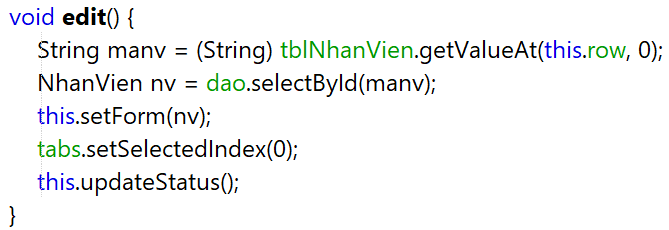 void edit() {
String manv = (String) tblNhanVien.getValueAt(this.row, 0);
NhanVien nv = dao.selectById(manv);
this.setForm(nv);
tabs.setSelectedIndex(0);
this.updateStatus();
}